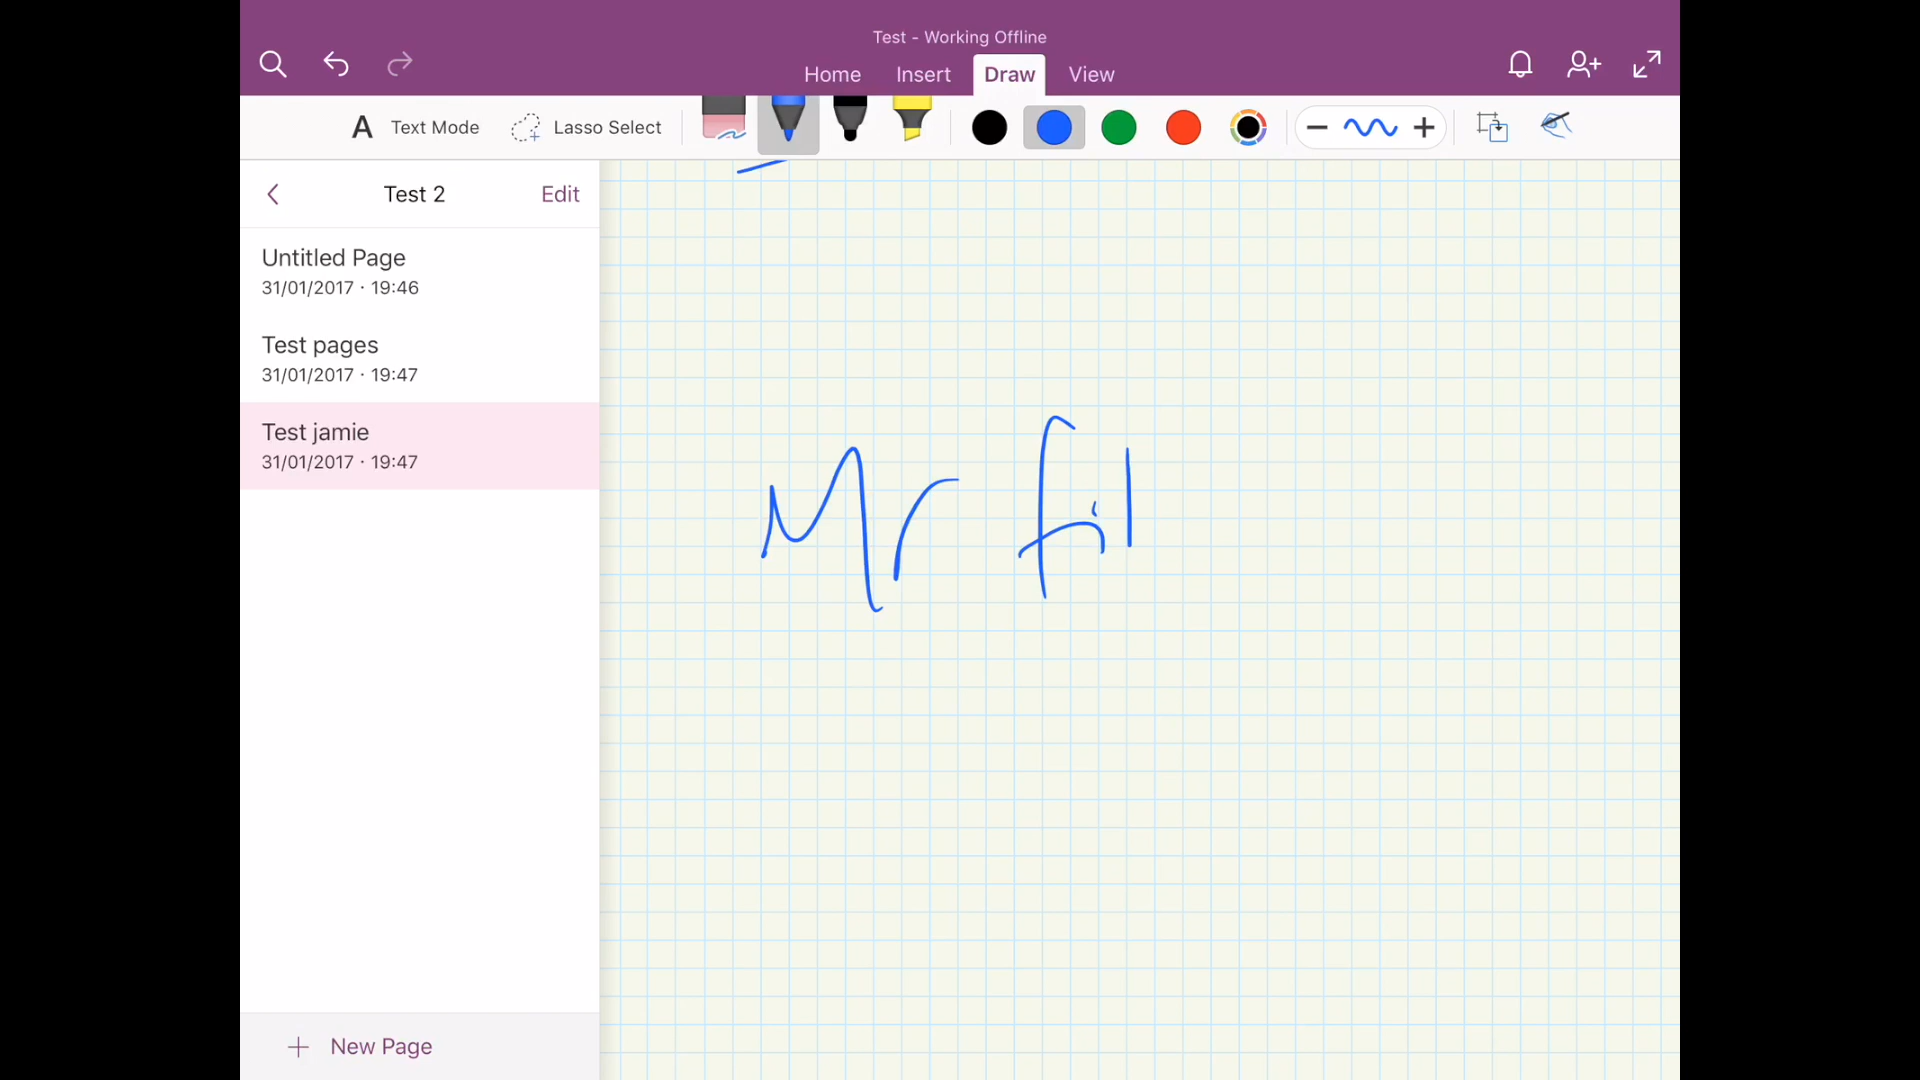 Test - Working Offline
Home Insert Draw View
A Text Mode Lasso Select
Test 2 Edit
Untitled Page
31/01/2017 · 19:46
Test pages
31/01/2017 · 19:47
Test jamie
31/01/2017 · 19:47
Mr fil
New Page